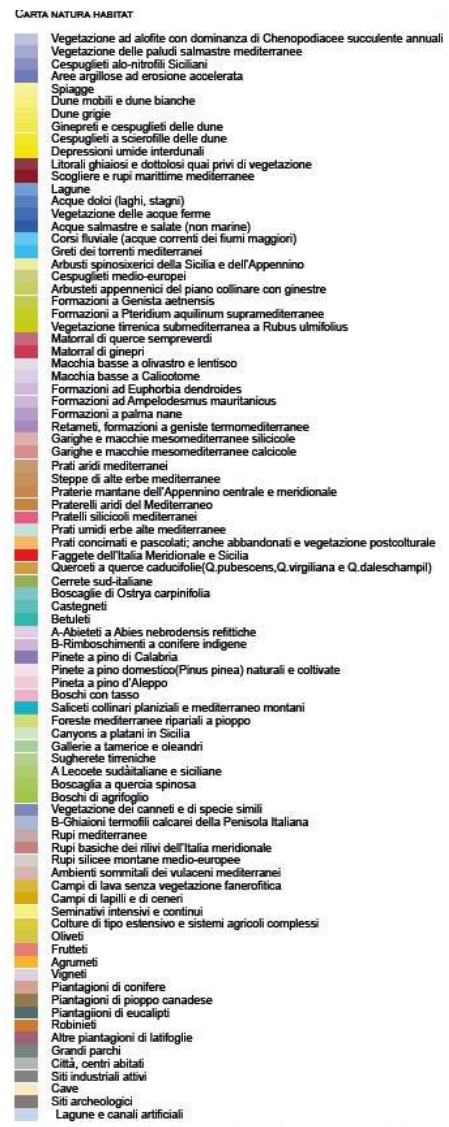 CARTA NATURA HABITAT
Vegetazione ad alofite con dominanza di Chenopodiacee succulente annuali
Vegetazione delle paludi salmastre mediterranee
Cespuglieti alo-nitrofili Siciliani
Aree argillose ad erosione accelerata
Spiagge
Dune mobili e dune bianche
Dune grigie
Ginepreti e cespuglieti delle dune
Cespuglieti a scierofille delle dune
Depressioni umide interdunali
Litorali ghiaiosi e dottolosi quai privi di vegetazione
Scogliere e rupi marittime mediterranee
Lagune
Acque dolci (laghi, stagni)
Vegetazione delle acque ferme
Acque salmastre e salate (non marine)
Corsi fluviale (acque correnti dei fiumi maggiori)
Greti dei torrenti mediterranei
Arbusti spinosixerici della Sicilia e dell'Appennino
Cespuglieti medio-europei
Arbusteti appennenici del piano collinare con ginestre
Formazioni a Genista aetnensis
Formazioni a Pteridium aquilinum supramediterranee
Vegetazione tirrenica submediterranea a Rubus ulmifolius
Matorral di querce sempreverdi
Matorral di ginepri
Macchia basse a olivastro e lentisco
Macchia basse a Calicotome
Formazioni ad Euphorbia dendroides
Formazioni ad Ampelodesmus mauritanicus
Formazioni a palma nane
Retameti, formazioni a geniste termomediterranee
Garighe e macchie mesomediterranee silicicole
Garighe e macchie mesomediterranee calcicole
Prati aridi mediterranei
Steppe di alte erbe mediterranee
Praterie mantane dell'Appennino centrale e meridionale
Praterelli aridi del Mediterraneo
Pratelli silicicoli mediterranei
Prati umidi erbe alte mediterranee
Prati concimati e pascolati; anche abbandonati e vegetazione postcolturale
Faggete dell'Italia Meridionale e Sicilia
Querceti a querce caducifolie(Q.pubescens,Q.virgiliana e Q.daleschampil)
Cerrete sud-italiane
Boscaglie di Ostrya carpinifolia
Castegneti
Betuleti
A-Abieteti a Abies nebrodensis refittiche
B-Rimboschimenti a conifere indigene
Pinete a pino di Calabria
Pinete a pino domestico(Pinus pinea) naturali e coltivate
Pineta a pino d'Aleppo
Boschi con tasso
Saliceti collinari planiziali e mediterraneo montani
Foreste mediterranee ripariali a pioppo
Canyons a platani in Sicilia
Gallerie a tamerice e oleandri
Sugherete tirreniche
A Leccete sudàitaliane e siciliane
Boscaglia a quercia spinosa
Boschi di agrifoglio
Vegetazione dei canneti e di specie simili
B-Ghiaioni termofili calcarei della Penisola Italiana
Rupi mediterranee
Rupi basiche dei rilivi dell'Italia meridionale
Rupi silicee montane medio-europee
Ambienti sommitali dei vulaceni mediterranei
Campi di lava senza vegetazione fanerofitica
Campi di lapilli e di ceneri
Seminativi intensivi e continui
Colture di tipo estensivo e sistemi agricoli complessi
Oliveti
Frutteti
Agrumeti
Vigneti
Piantagioni di conifere
Piantagioni di pioppo canadese
Piantagiioni di eucalipti
Robinieti
Altre piantagioni di latifoglie
Grandi parchi
Città, centri abitati
Siti industriali attivi
Cave
Siti archeologici
Lagune e canali artificiali